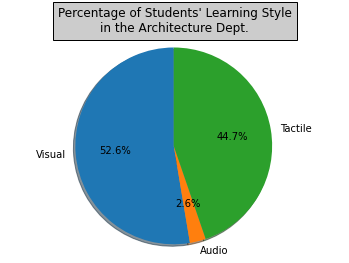 Percentage of Students' Learning Style
in the Architecture Dept.
44.7%
Tactile
52.6%
Visual
2.6%
Audio